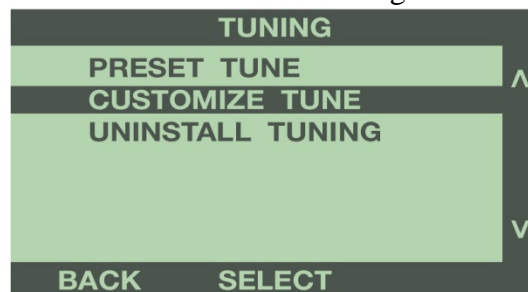 TUNING
PRESET TUNE
CUSTOMIZE TUNE
UNINSTALL TUNING
BACK SELECT